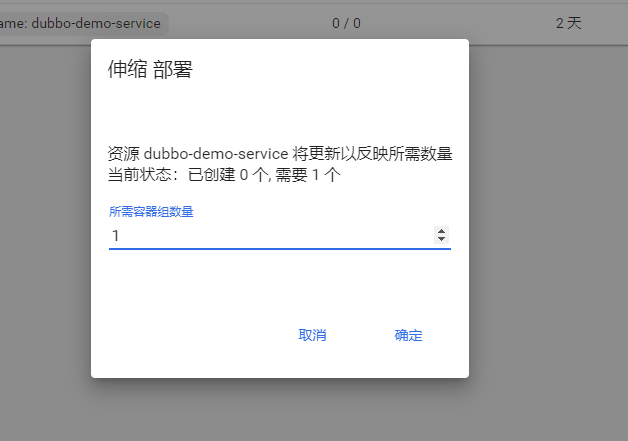 ame: dubbo-demo-service 0 / 0 2 天
伸缩 部署
资源 dubbo-demo-service 将更新以反映所需数量
当前状态：已创建 0 个, 需要 1 个
所需容器组数量
1
取消 确定